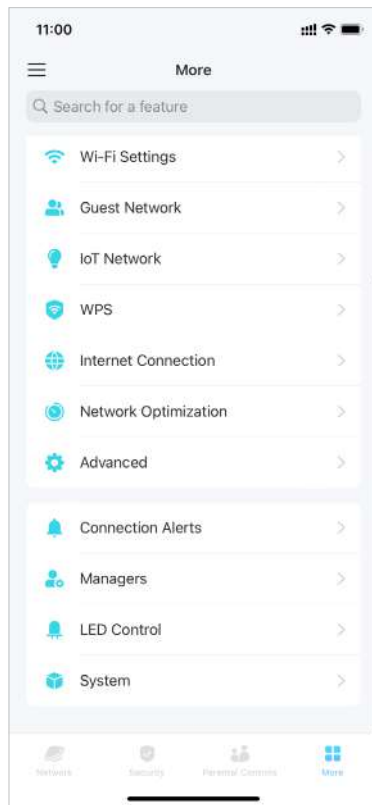 11:00
More
Search for a feature
Wi-Fi Settings
Guest Network
IoT Network
WPS
Internet Connection
Network Optimization
Advanced
Connection Alerts
Managers
LED Control
System
Network Security Parental Controls More